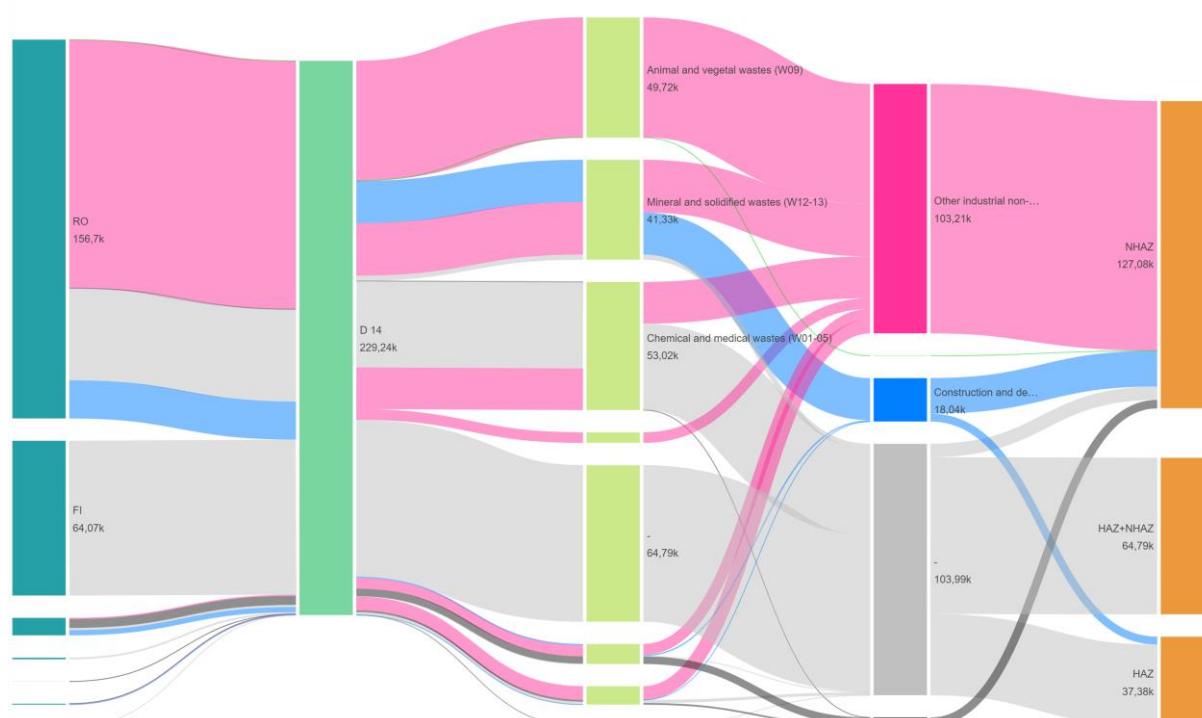 RO
156,7k
FI
64,07k
D 14
229,24k
Animal and vegetal wastes (W09)
49,72k
Mineral and solidified wastes (W12-13)
41,33k
Chemical and medical wastes (W01-05)
53,02k
-
64,79k
Other industrial non-…
103,21k
Construction and de…
18,04k
-
103,99k
NHAZ
127,08k
HAZ+NHAZ
64,79k
HAZ
37,38k